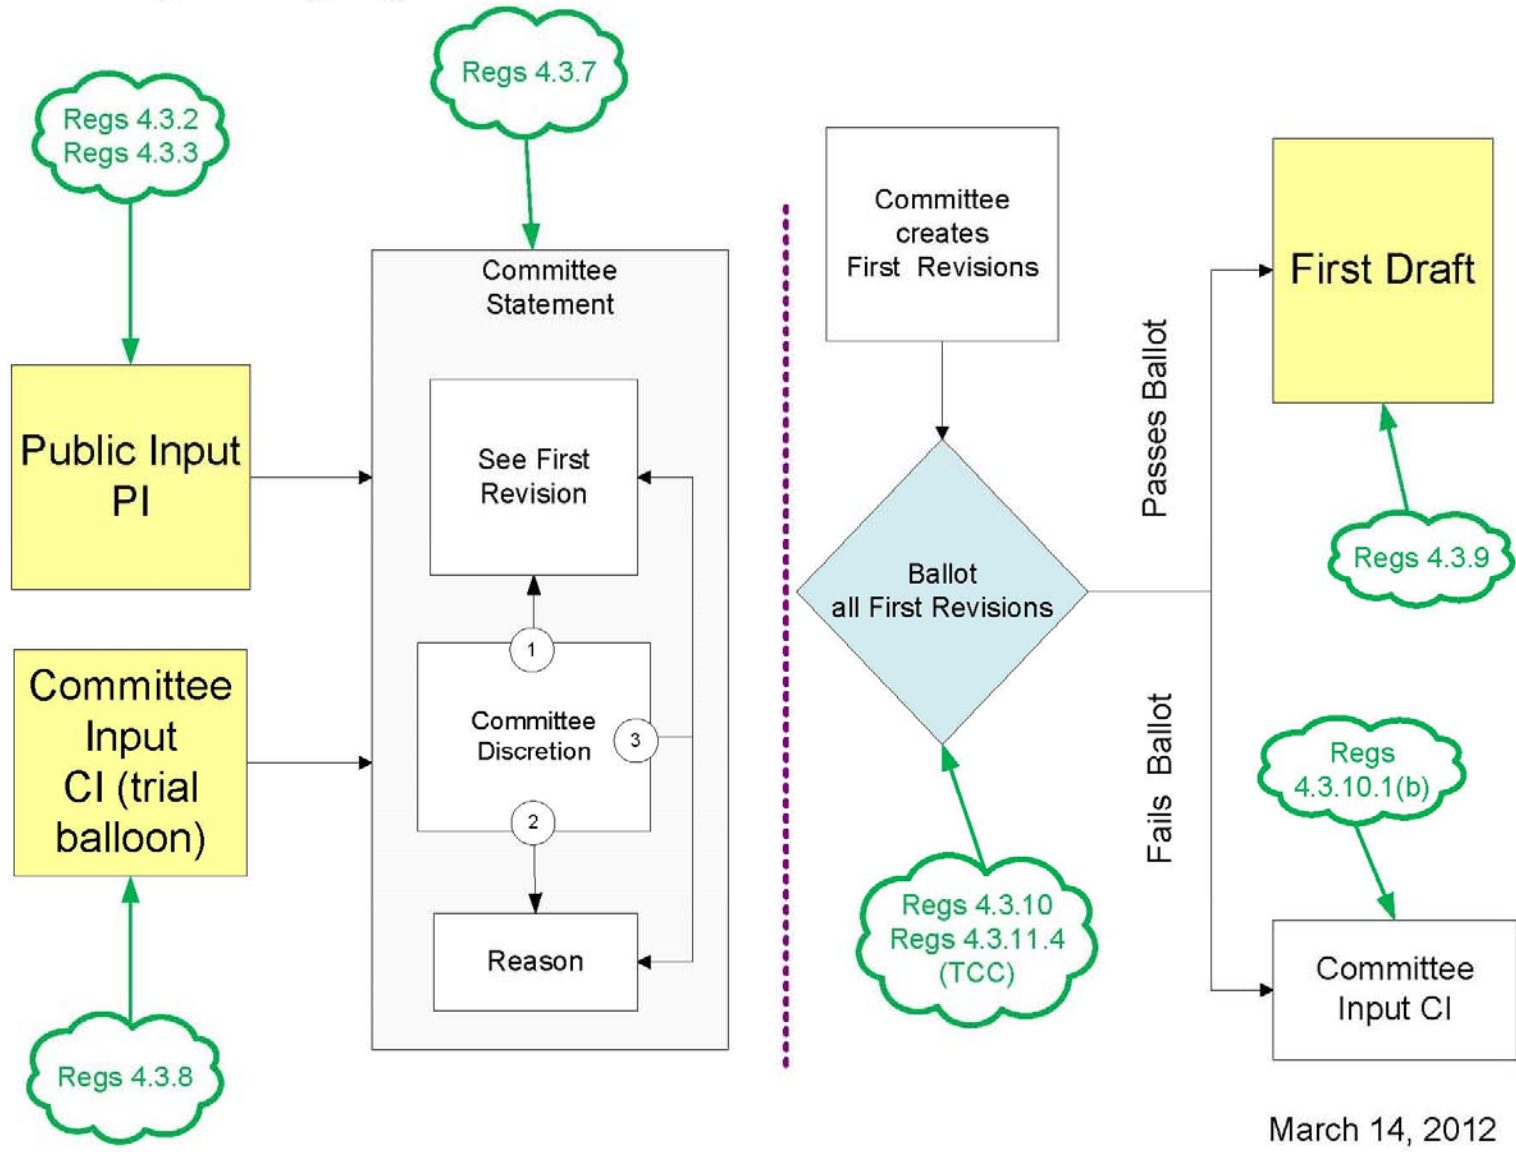 Regs 4.3.2
Regs 4.3.3
Regs 4.3.7
Public Input
PI
Committee
Input
CI (trial
balloon)
Regs 4.3.8
Committee
Statement
See First
Revision
1
Committee
Discretion
3
2
Reason
Committee
creates
First Revisions
Ballot
all First Revisions
Regs 4.3.10
Regs 4.3.11.4
(TCC)
Passes Ballot
Fails Ballot
First Draft
Regs 4.3.9
Regs
4.3.10.1(b)
Committee
Input CI
March 14, 2012